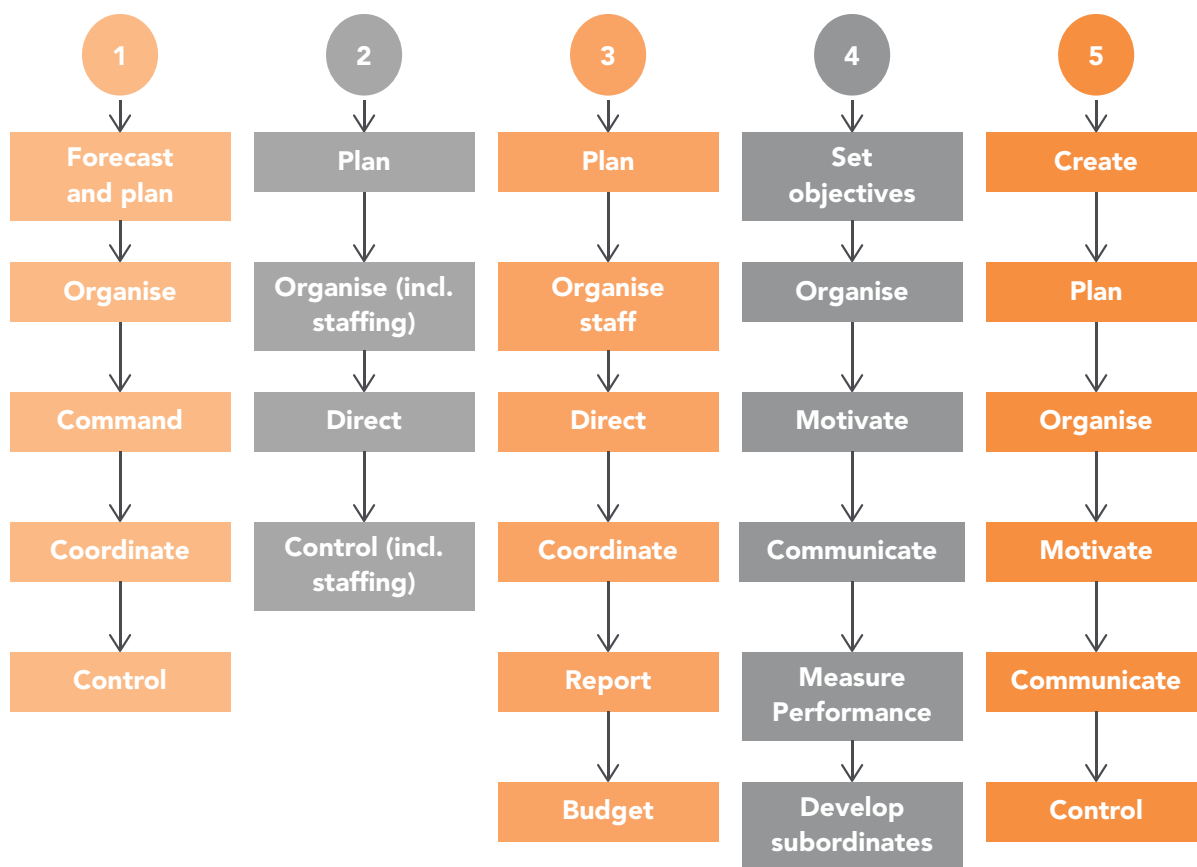 1
Forecast
and plan
Organise
Command
Coordinate
Control
2
Plan
Organise (incl.
staffing)
Direct
Control (incl.
staffing)
3
Plan
Organise
staff
Direct
Coordinate
Report
Budget
4
Set
objectives
Organise
Motivate
Communicate
Measure
Performance
Develop
subordinates
5
Create
Plan
Organise
Motivate
Communicate
Control